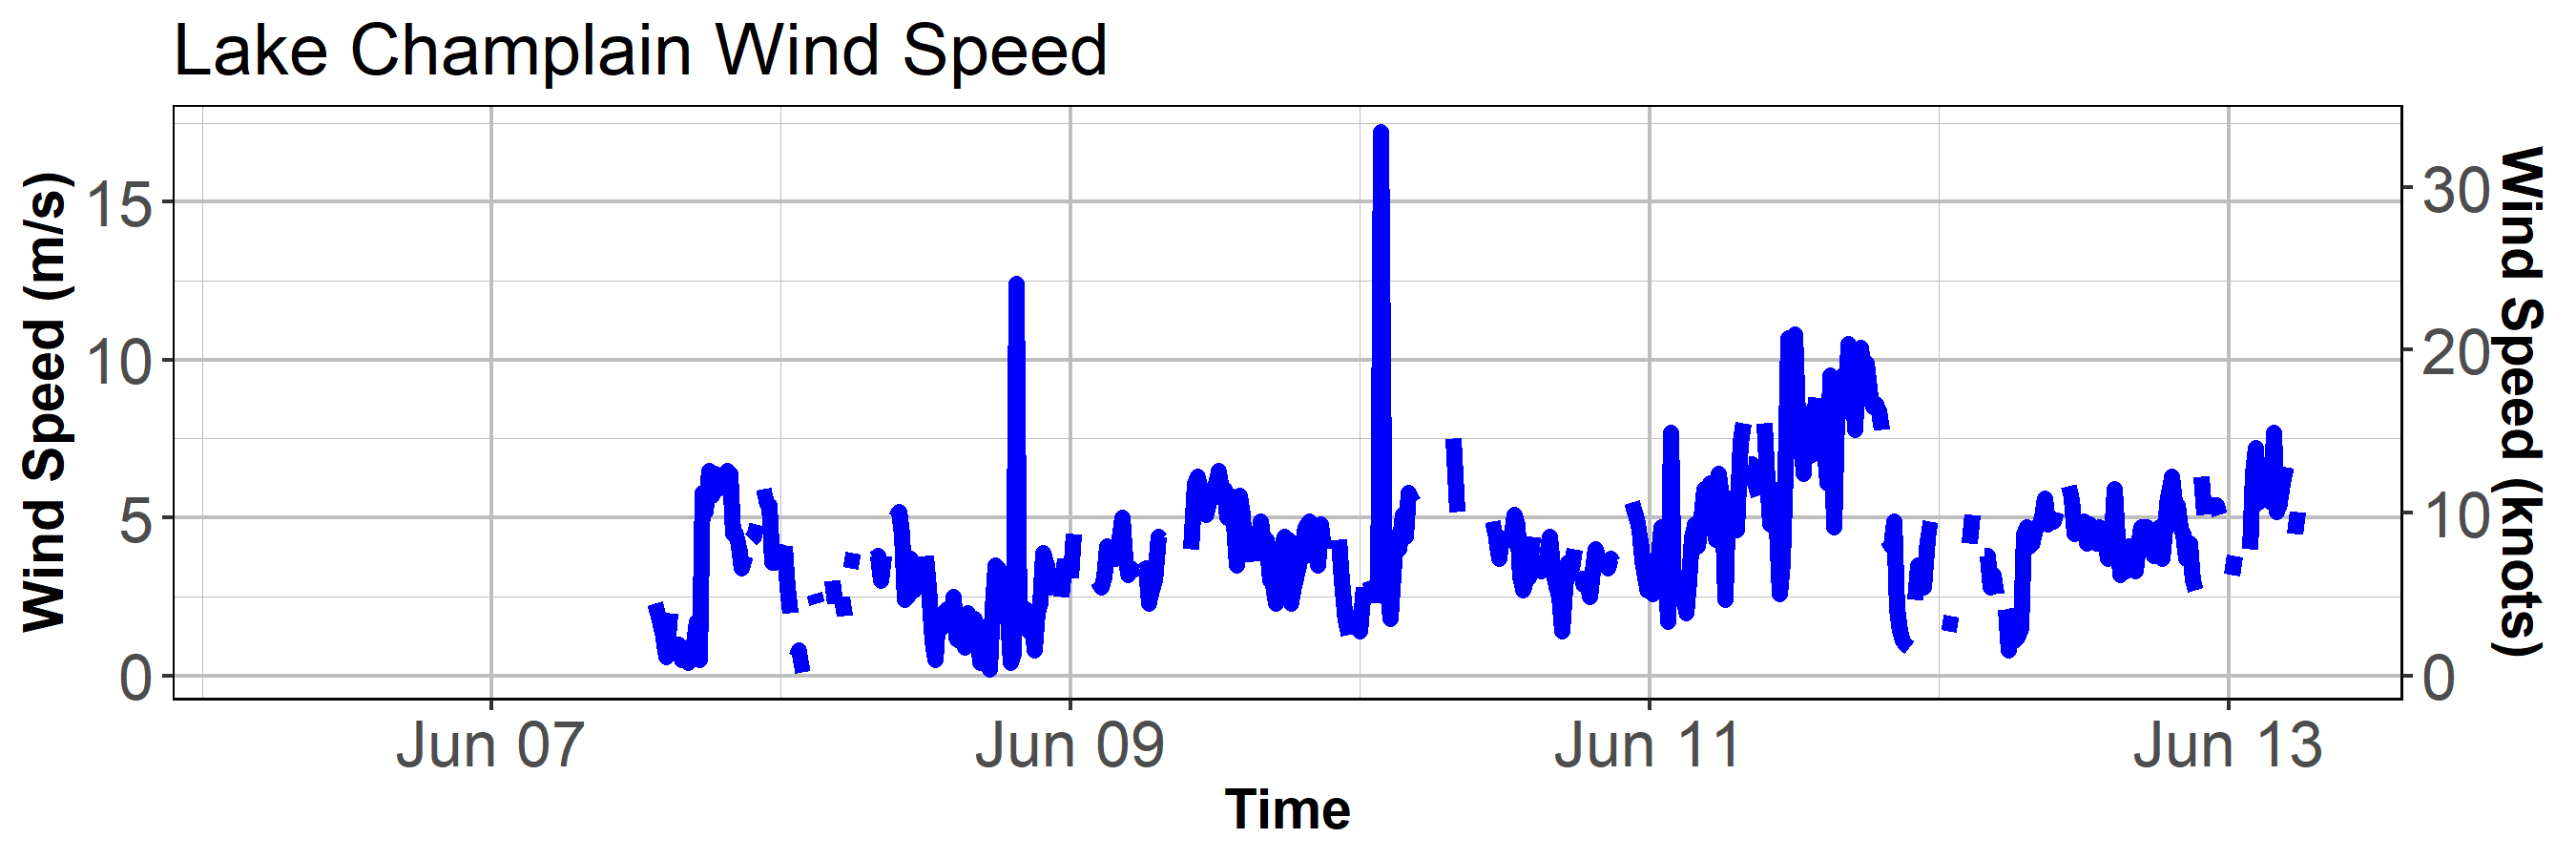 Lake Champlain Wind Speed
Wind Speed (m/s)
15
10
5
0
30
20
10
0
Wind Speed (knots)
Jun 07
Jun 09
Jun 11
Jun 13
Time